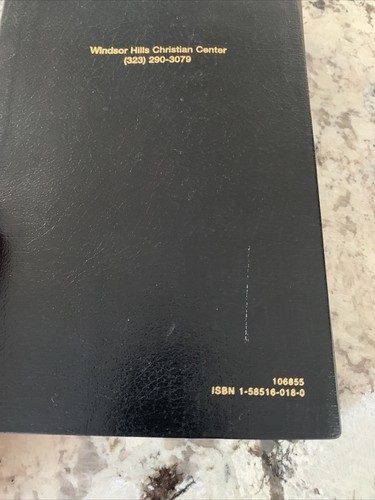 Windsor Hills Christian Center
(323) 290-3079
106855
ISBN 1-58516-018-0